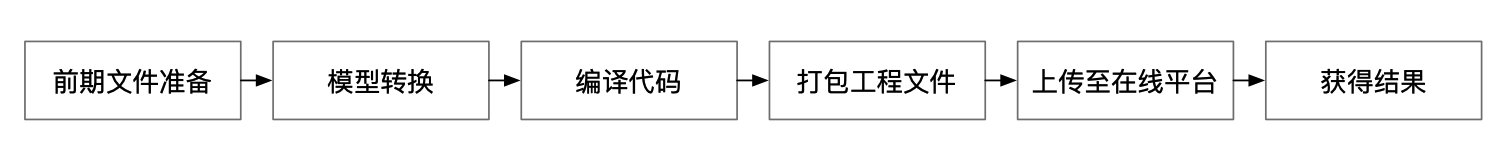 前期文件准备
模型转换
编译代码
打包工程文件
上传至在线平台
获得结果